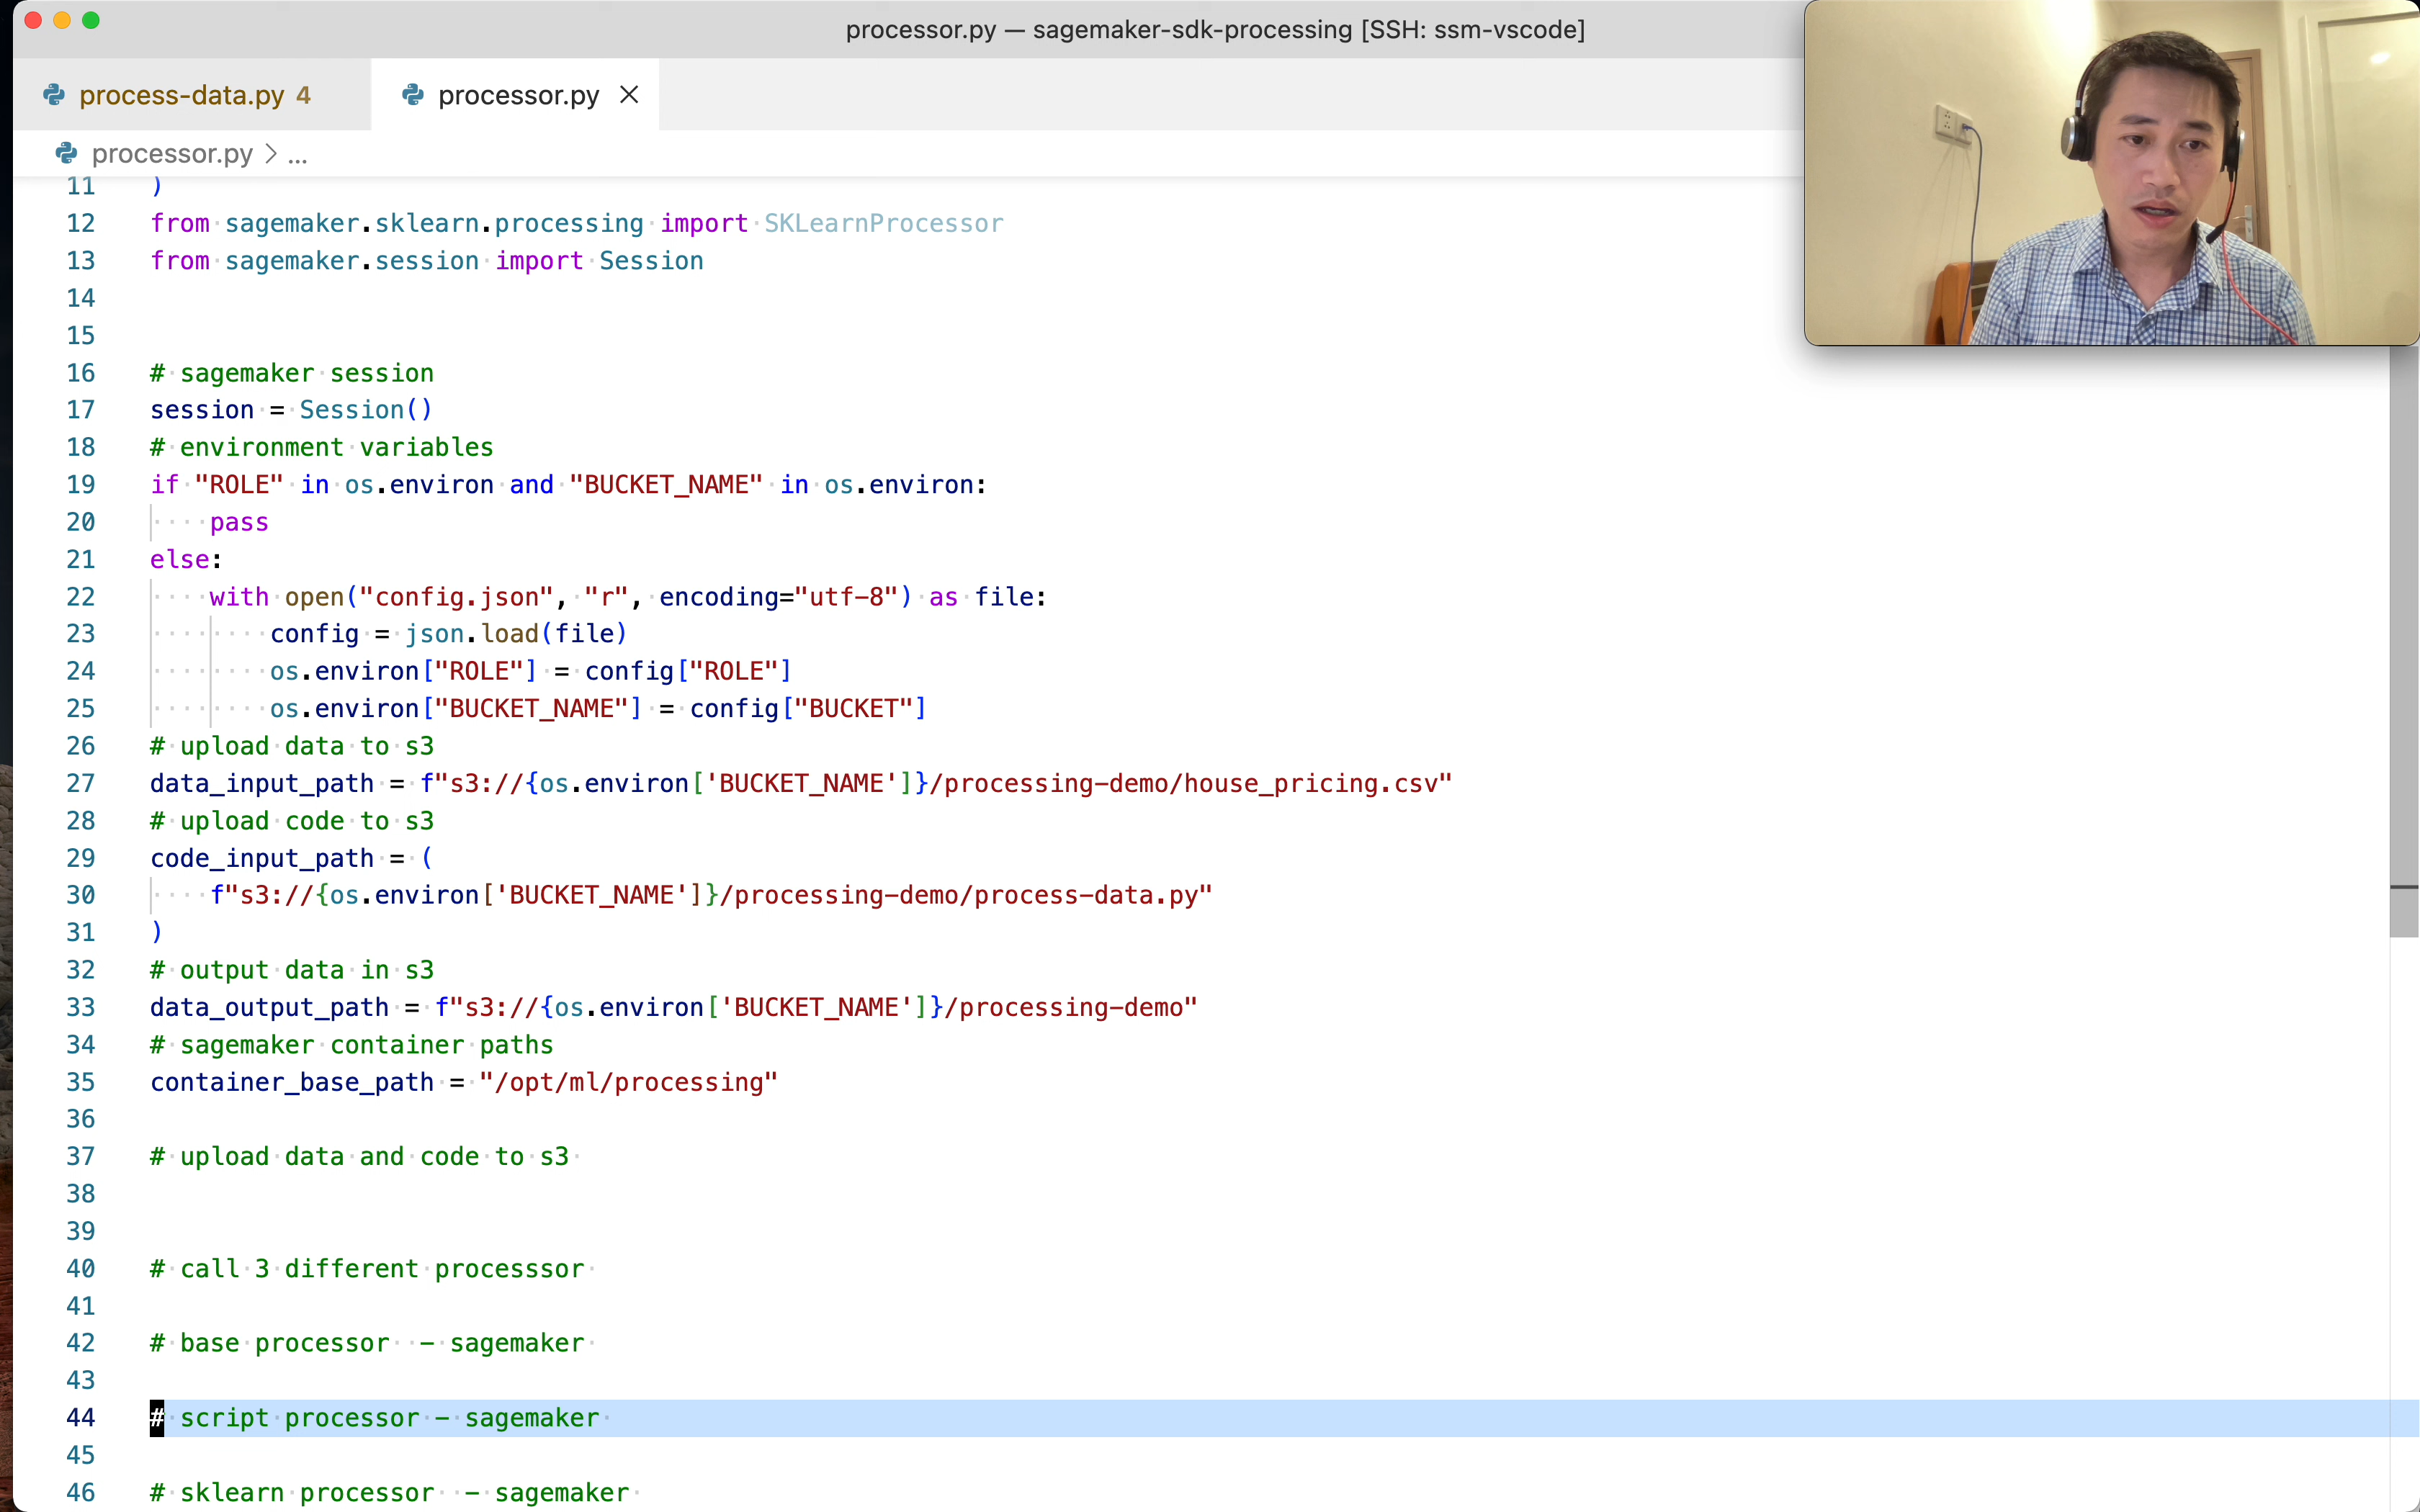 processor.py — sagemaker-sdk-processing [SSH: ssm-vscode]
process-data.py 4
processor.py
processor.py > ...
11 )
12 from sagemaker.sklearn.processing import SKLearnProcessor
13 from sagemaker.session import Session
14
15
16 # sagemaker session
17 session = Session()
18 # environment variables
19 if "ROLE" in os.environ and "BUCKET_NAME" in os.environ:
20     pass
21 else:
22     with open("config.json", "r", encoding="utf-8") as file:
23         config = json.load(file)
24         os.environ["ROLE"] = config["ROLE"]
25         os.environ["BUCKET_NAME"] = config["BUCKET"]
26 # upload data to s3
27 data_input_path = f"s3://{os.environ['BUCKET_NAME']}/processing-demo/house_pricing.csv"
28 # upload code to s3
29 code_input_path = (
30     f"s3://{os.environ['BUCKET_NAME']}/processing-demo/process-data.py"
31 )
32 # output data in s3
33 data_output_path = f"s3://{os.environ['BUCKET_NAME']}/processing-demo"
34 # sagemaker container paths
35 container_base_path = "/opt/ml/processing"
36
37 # upload data and code to s3
38
39
40 # call 3 different processsor
41
42 # base processor  - sagemaker
43
44 # script processor - sagemaker
45
46 # sklearn processor  - sagemaker